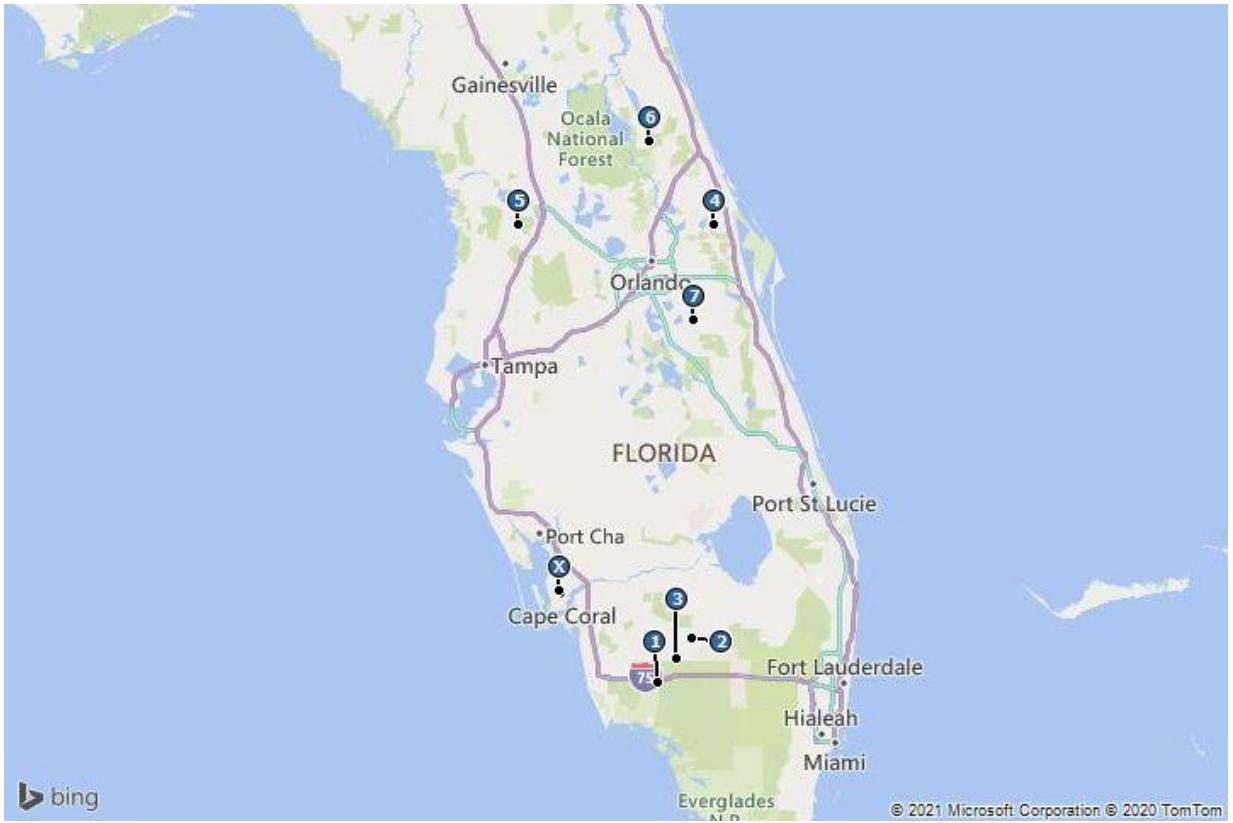 Gainesville
6
Ocala
National
Forest
5
4
Orlando
7
Tampa
FLORIDA
Port St Lucie
Port Cha
X
Cape Coral
3
1
2
75
Fort Lauderdale
Hialeah
Miami
Everglades
N.P.
bing
© 2021 Microsoft Corporation © 2020 TomTom